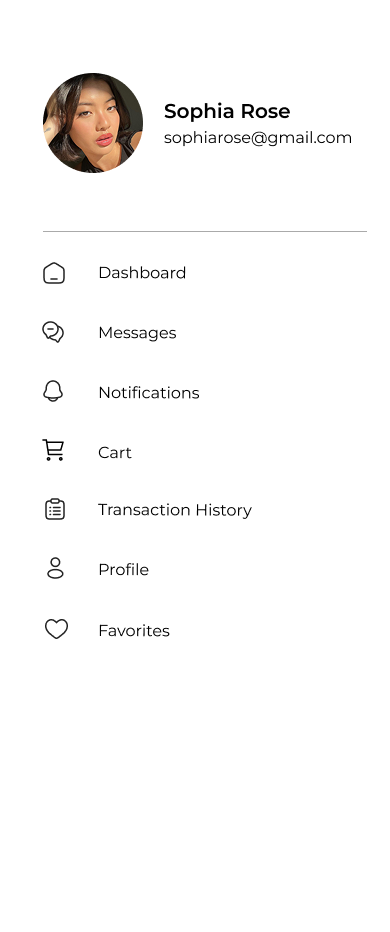 Sophia Rose
sophiarose@gmail.com
Dashboard
Messages
Notifications
Cart
Transaction History
Profile
Favorites